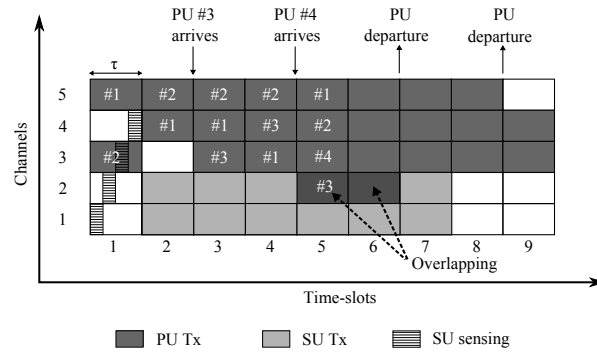 PU #3 PU #4 PU PU
arrives arrives departure departure
τ
5 #1 #2 #2 #2 #1
4 #1 #1 #3 #2
3 #2 #3 #1 #4
2 #3
1
1 2 3 4 5 6 7 8 9
Overlapping
Channels
Time-slots
PU Tx SU Tx SU sensing